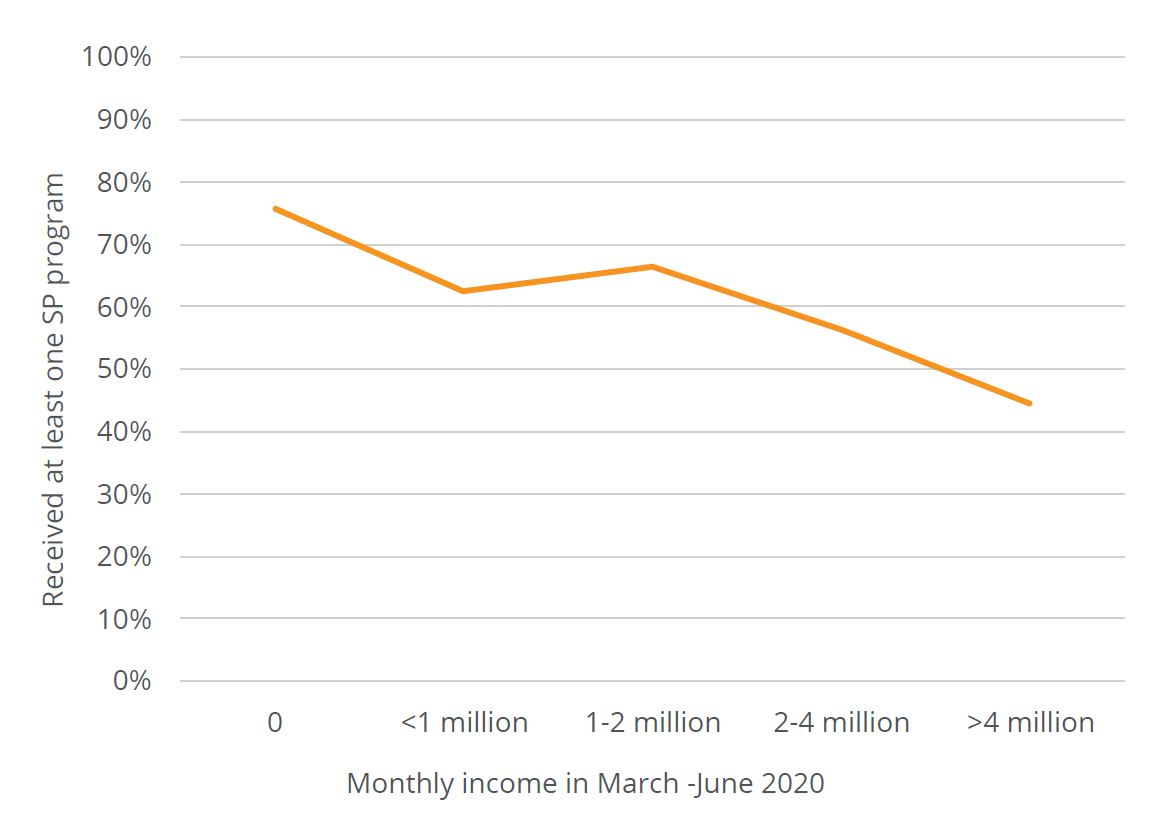 100%
90%
80%
70%
60%
50%
40%
30%
20%
10%
0%
Received at least one SP program
0
<1 million
1-2 million
2-4 million
>4 million
Monthly income in March -June 2020